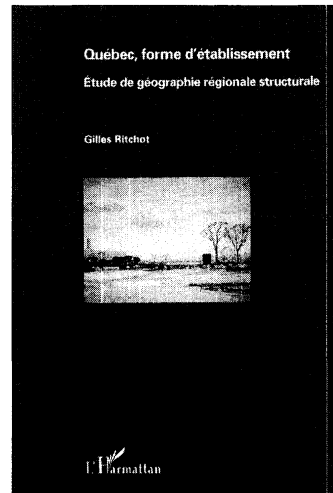 Québec, forme d'établissement
Étude de géographie régionale structurale
Gilles Ritchot
L'Harmattan